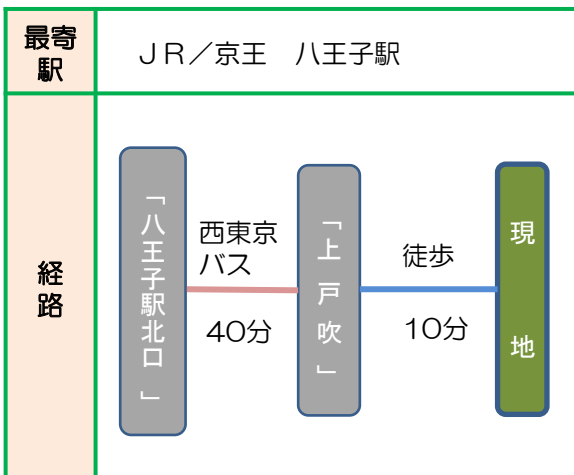 最寄
駅
ＪＲ／京王　八王子駅
経
路
「八王子駅北口」
西東京
バス
40分
「上戸吹」
徒歩
10分
現地